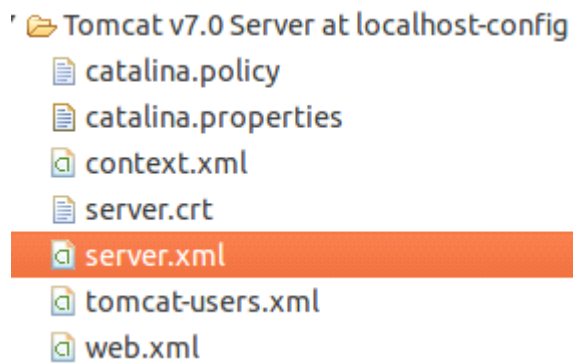 Tomcat v7.0 Server at localhost-config
catalina.policy
catalina.properties
context.xml
server.crt
server.xml
tomcat-users.xml
web.xml